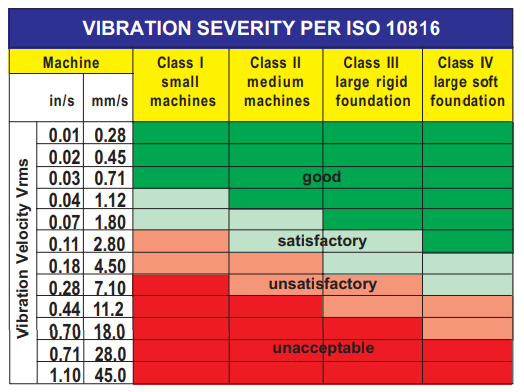 VIBRATION SEVERITY PER ISO 10816
Machine
in/s mm/s
Class I
small
machines
Class II
medium
machines
Class III
large rigid
foundation
Class IV
large soft
foundation
Vibration Velocity Vrms
0.01 0.28
0.02 0.45
0.03 0.71
good
0.04 1.12
0.07 1.80
0.11 2.80
satisfactory
0.18 4.50
0.28 7.10
unsatisfactory
0.44 11.2
0.70 18.0
0.71 28.0
unacceptable
1.10 45.0